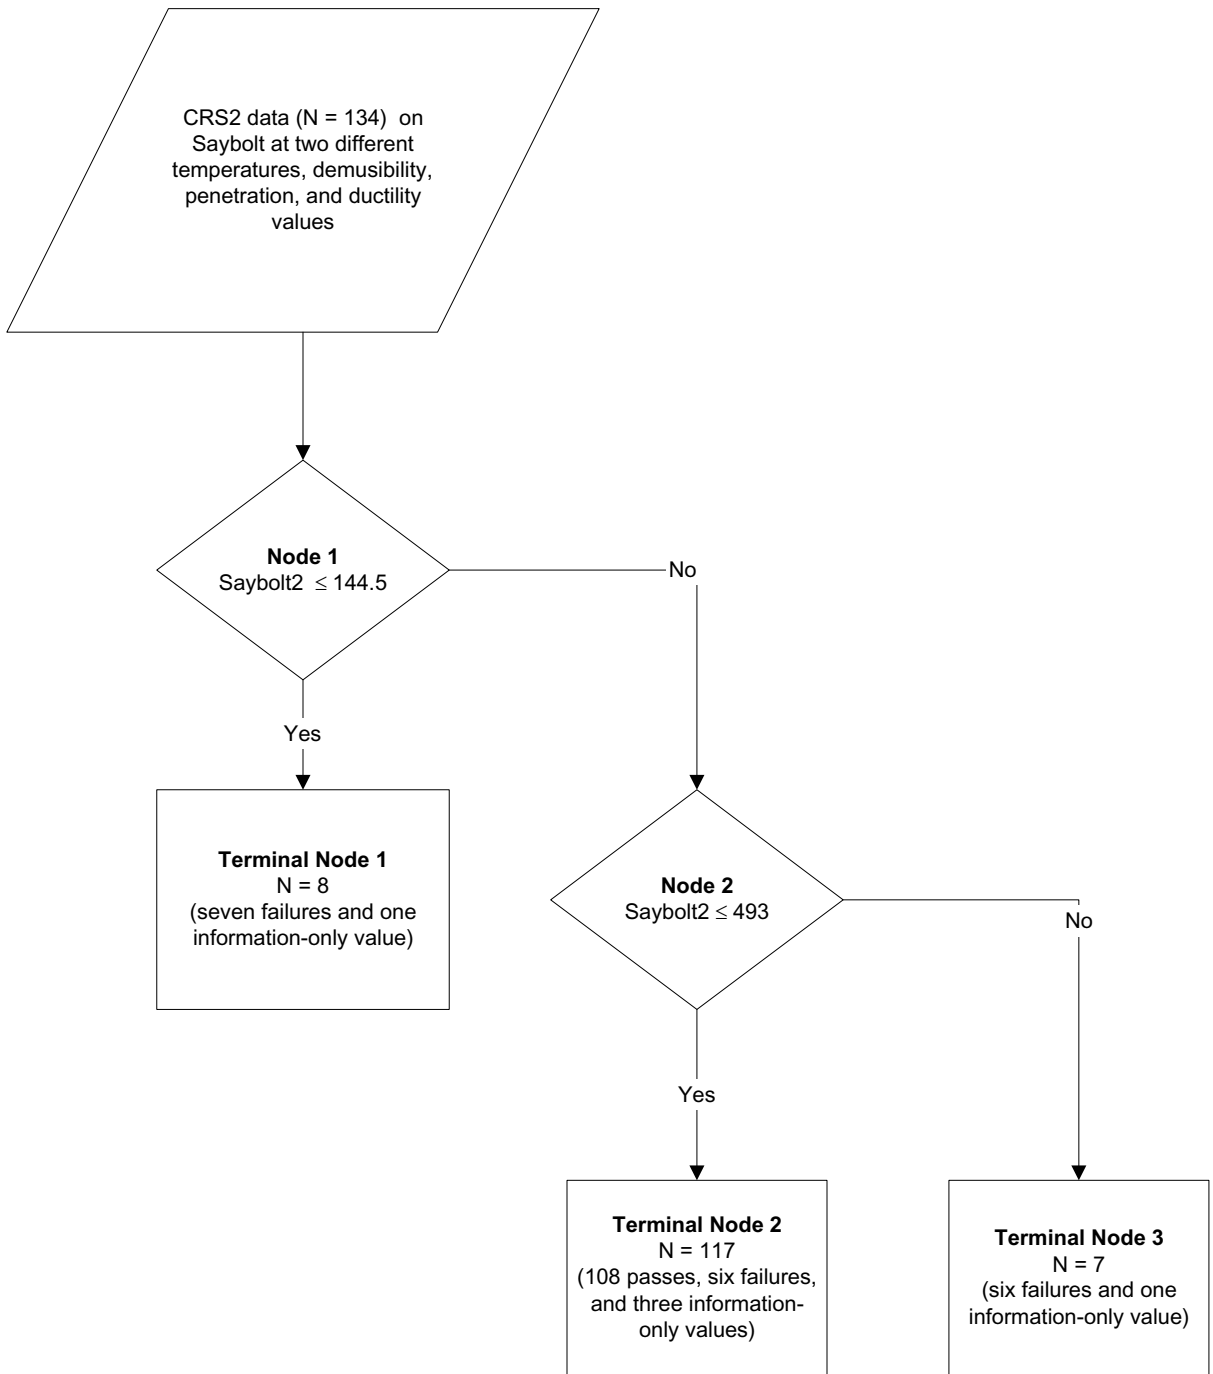 CRS2 data (N = 134) on
Saybolt at two different
temperatures, demusibility,
penetration, and ductility
values
Node 1
Saybolt2 ≤ 144.5
No
Yes
Terminal Node 1
N = 8
(seven failures and one
information-only value)
Node 2
Saybolt2 ≤ 493
No
Yes
Terminal Node 2
N = 117
(108 passes, six failures,
and three information-
only values)
Terminal Node 3
N = 7
(six failures and one
information-only value)